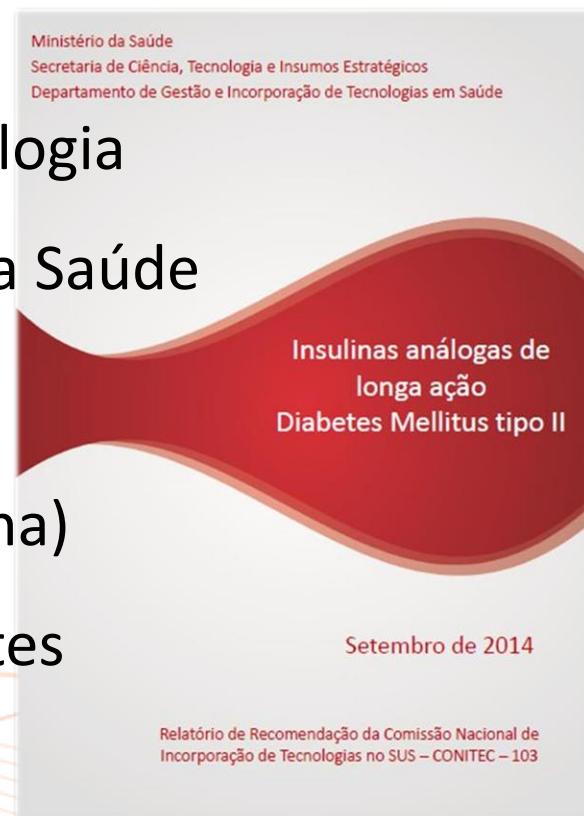 Ministério da Saúde
Secretaria de Ciência, Tecnologia e Insumos Estratégicos
Departamento de Gestão e Incorporação de Tecnologias em Saúde
logia
a Saúde
na)
tes
Insulinas análogas de
longa ação
Diabetes Mellitus tipo II
Setembro de 2014
Relatório de Recomendação da Comissão Nacional de
Incorporação de Tecnologias no SUS – CONITEC – 103